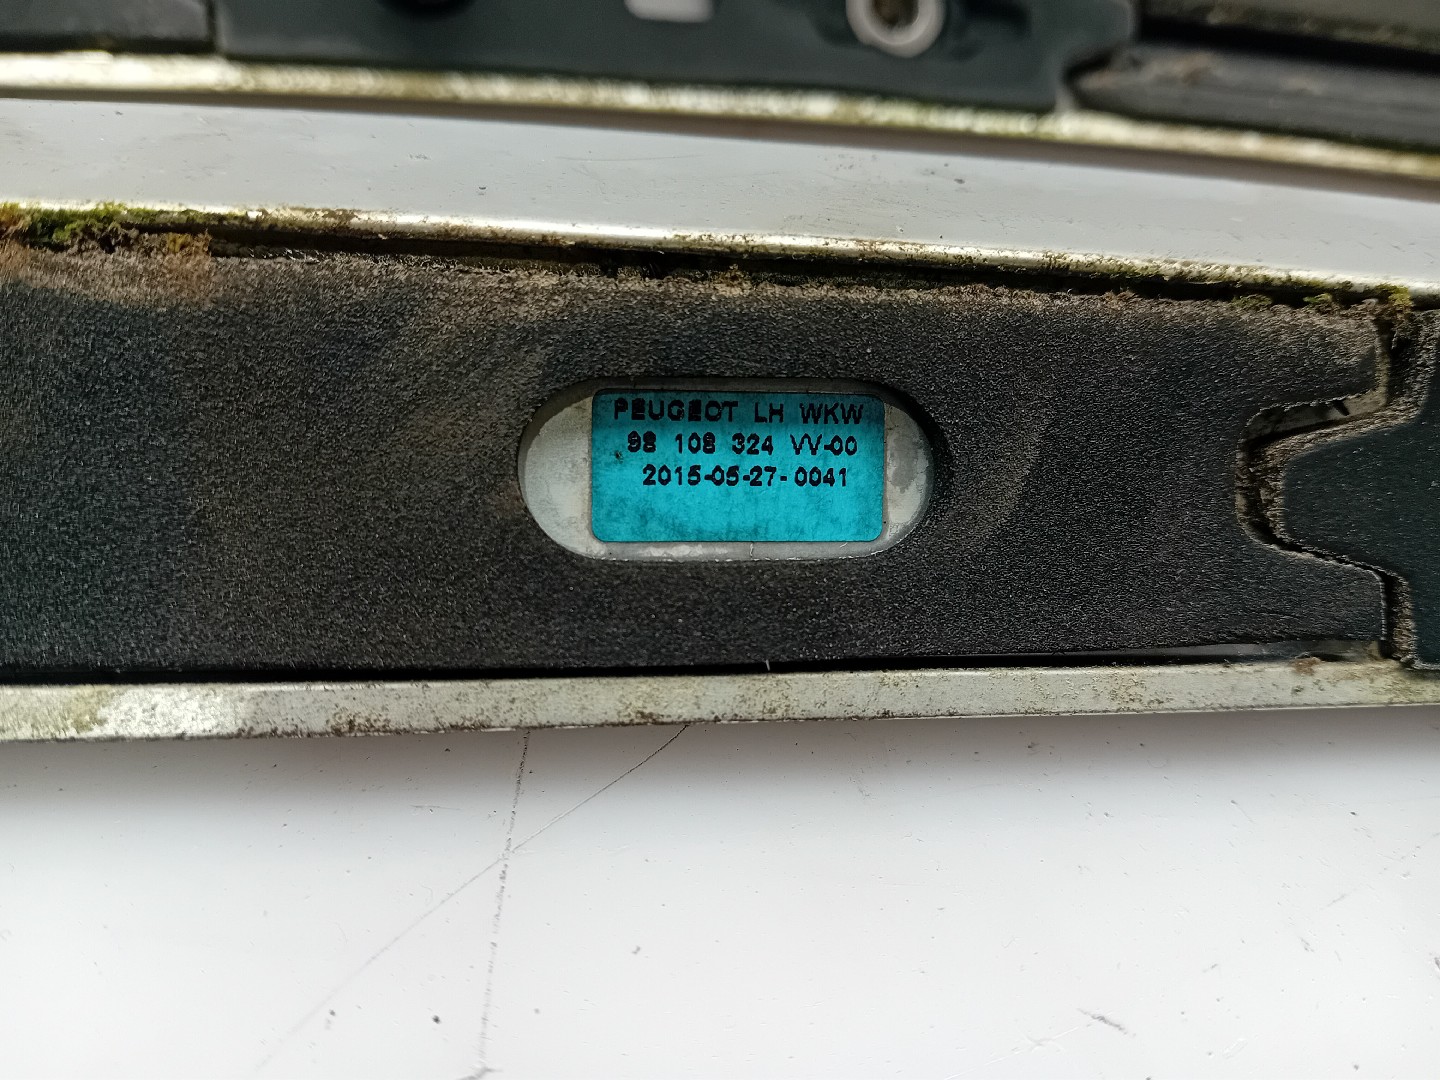 PEUGEOT LH WKW
98 108 324 VV-00
2015-05-27-0041